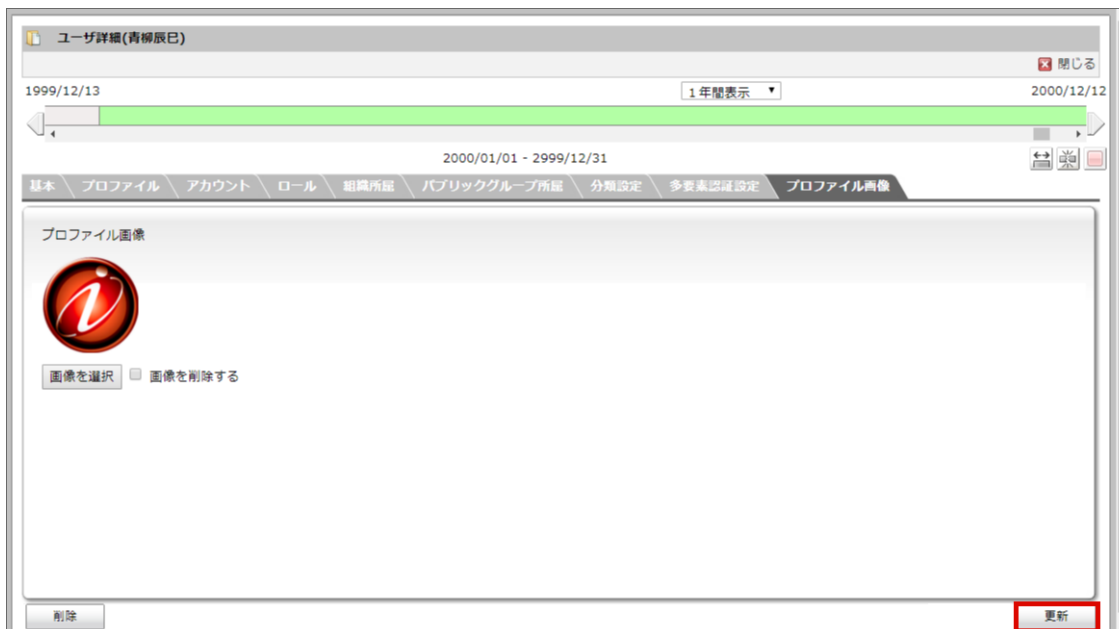 ユーザ詳細(青柳辰巳)
閉じる
1999/12/13 1年間表示 2000/12/12
2000/01/01 - 2999/12/31
基本 プロファイル アカウント ロール 組織所属 パブリックグループ所属 分類設定 多要素認証設定 プロファイル画像
プロファイル画像
i
画像を選択 画像を削除する
削除 更新